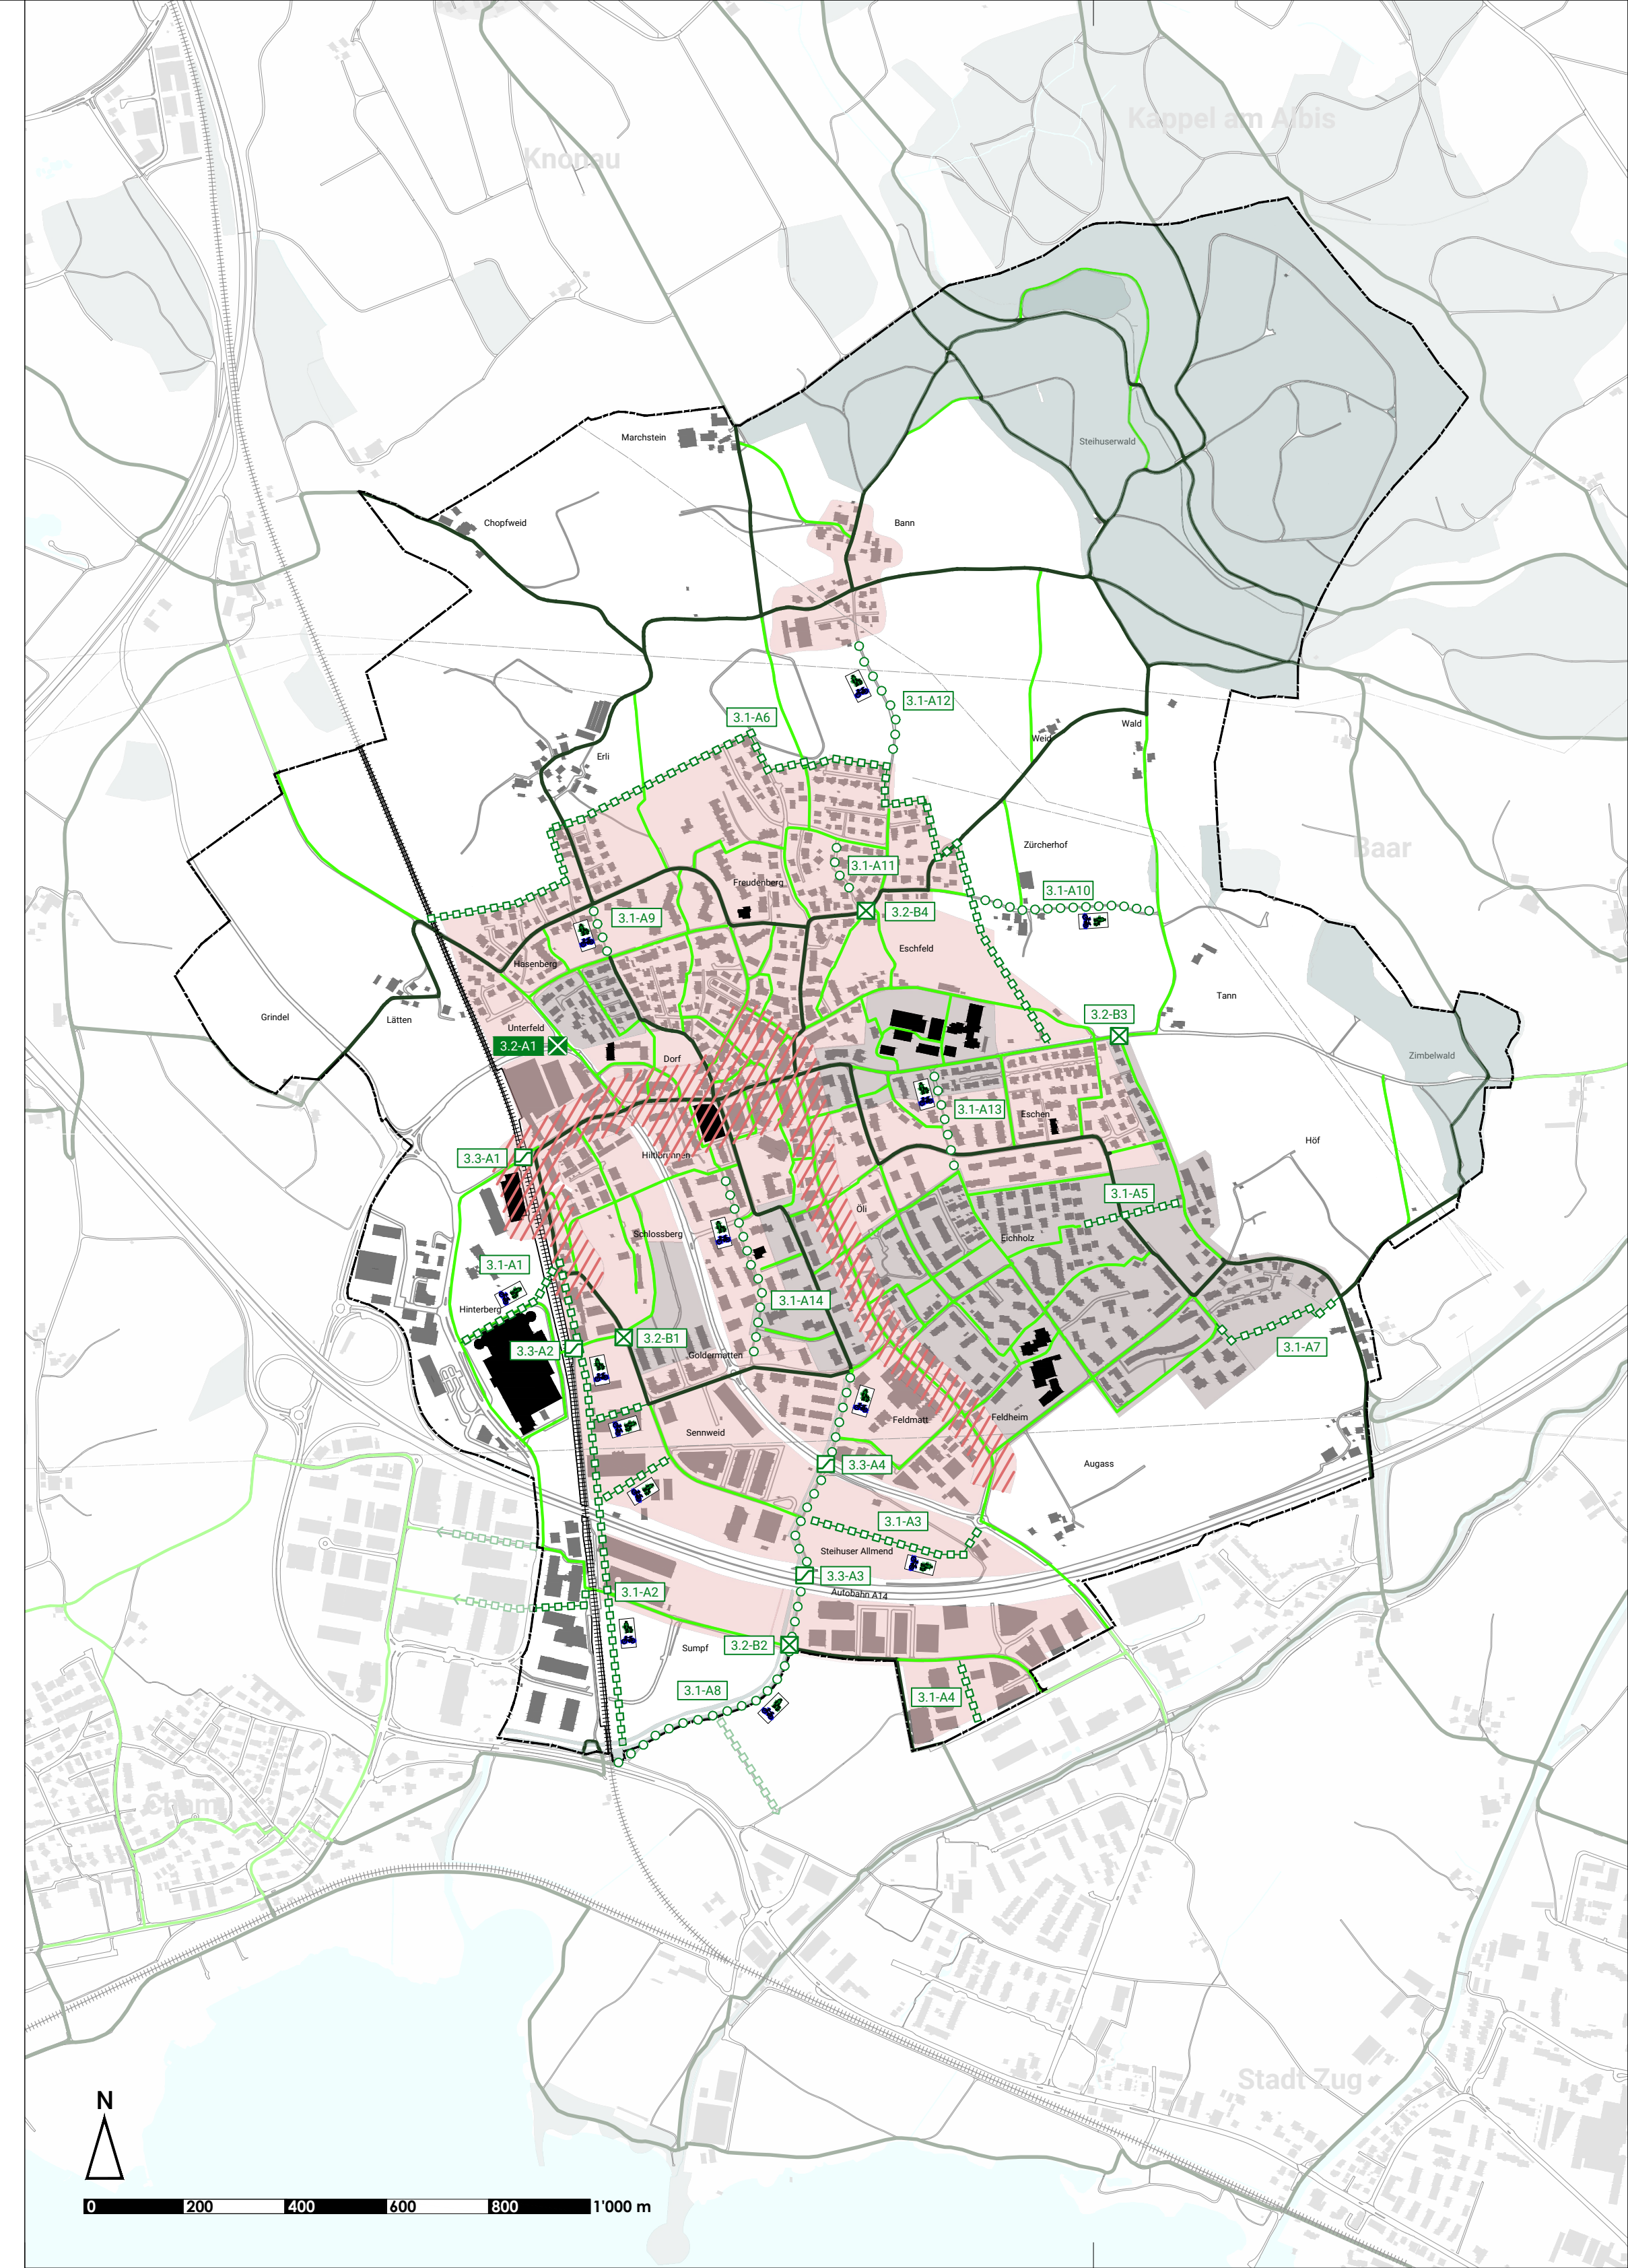 Kappel am Albis
Knonau
Marchstein
Steihuserwald
Chopfweid
Bann
3.1-A12
3.1-A6
Wald
Weid
Erli
Zürcherhof
Baar
3.1-A11
Freudenberg
3.1-A10
3.2-B4
3.1-A9
Eschfeld
Hasenberg
Tann
3.2-B3
Grindel
Lätten
Unterfeld
3.2-A1
Dorf
Zimbelwald
3.1-A13
Eschen
Höf
3.3-A1
Hiltibrunnen
3.1-A5
Öli
Schlossberg
Eichholz
3.1-A1
3.1-A14
Hinterberg
3.2-B1
3.3-A2
Goldermatten
3.1-A7
Feldmatt
Feldheim
Sennweid
Augass
3.3-A4
3.1-A3
Steihuser Allmend
3.3-A3
3.1-A2
Autobahn A14
Sumpf
3.2-B2
3.1-A8
3.1-A4
Cham
Stadt Zug
N
0 200 400 600 800 1'000 m